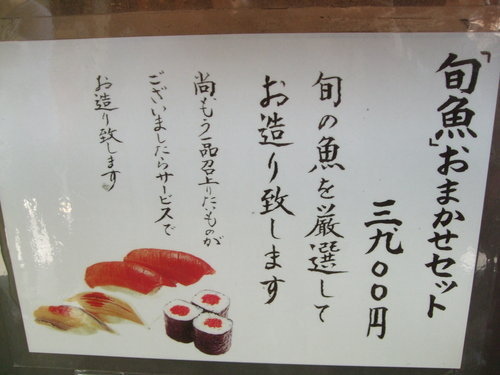 「旬魚」おまかせセット
三九〇〇円
旬の魚を厳選して
お造り致します
尚、もう一品召上りたいものが
ございましたらサービスで
お造り致します